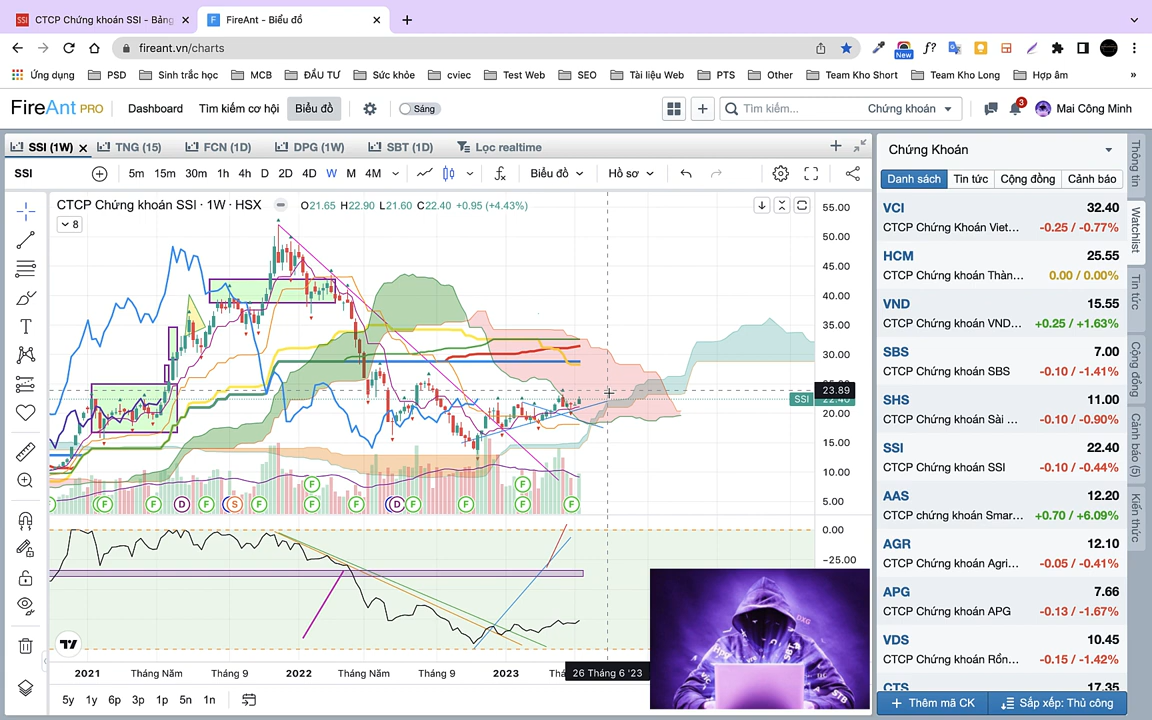 SSI CTCP Chứng khoán SSI - Bảng
F FireAnt - Biểu đồ
fireant.vn/charts
New
Ứng dụng PSD Sinh trắc học MCB ĐẦU TƯ Sức khỏe cviec Test Web SEO Tài liệu Web PTS Other Team Kho Short Team Kho Long Hợp âm »
FireAnt PRO Dashboard Tìm kiếm cơ hội Biểu đồ Sáng Tìm kiếm... Chứng khoán 3 Mai Công Minh
SSI (1W) TNG (15) FCN (1D) DPG (1W) SBT (1D) Lọc realtime
SSI 5m 15m 30m 1h 4h D 2D 4D W 2W M 4M Biểu đồ Hồ sơ
CTCP Chứng khoán SSI · 1W · HSX O21.65 H22.90 L21.60 C22.40 +0.95 (+4.43%)
8
55.00
50.00
45.00
40.00
35.00
30.00
23.89
SSI 22.40
20.00
15.00
10.00
5.00
F F
F F D F S F F F D F F F F
0.00
-25.00
2021 Tháng Năm Tháng 9 2022 Tháng Năm Tháng 9 2023 26 Tháng 6 '23
5y 1y 6p 3p 1p 5n 1n
Chứng Khoán
Danh sách Tin tức Cộng đồng Cảnh báo
VCI 32.40
CTCP Chứng Khoán Viet... -0.25 / -0.77%
HCM 25.55
CTCP Chứng khoán Thàn... 0.00 / 0.00%
VND 15.55
CTCP Chứng khoán VND... +0.25 / +1.63%
SBS 7.00
CTCP Chứng khoán SBS -0.10 / -1.41%
SHS 11.00
CTCP Chứng khoán Sài ... -0.10 / -0.90%
SSI 22.40
CTCP Chứng khoán SSI -0.10 / -0.44%
AAS 12.20
CTCP chứng khoán Smar... +0.70 / +6.09%
AGR 12.10
CTCP Chứng khoán Agri... -0.05 / -0.41%
APG 7.66
CTCP Chứng khoán APG -0.13 / -1.67%
VDS 10.45
CTCP Chứng khoán Rồn... -0.15 / -1.42%
CTS 17.35
Thêm mã CK Sắp xếp: Thủ công
Thông tin
Watchlist
Tin tức
Cộng đồng
Cảnh báo (5)
Kiến thức
DXG
HPV
STB